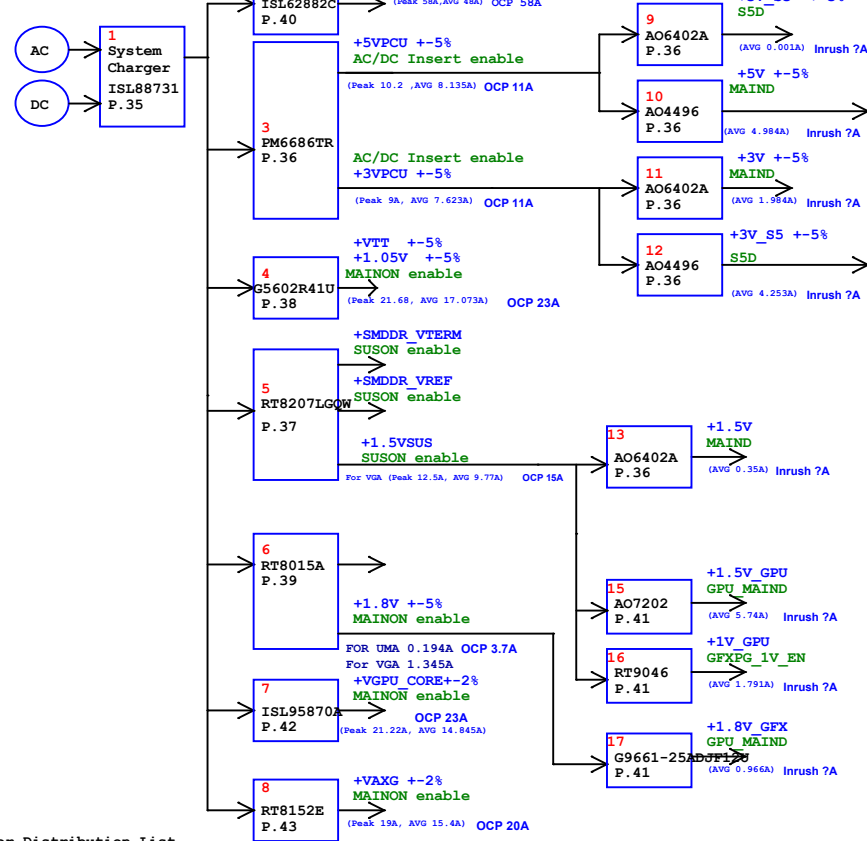 ISL62882C
P.40
(Peak 58A,AVG 48A) OCP 58A
AC
DC
1
System
Charger
ISL88731
P.35
3
PM6686TR
P.36
+5VPCU +-5%
AC/DC Insert enable
(Peak 10.2 ,AVG 8.135A) OCP 11A
AC/DC Insert enable
+3VPCU +-5%
(Peak 9A, AVG 7.623A) OCP 11A
9
AO6402A
P.36
S5D
(AVG 0.001A) Inrush ?A
10
AO4496
P.36
+5V +-5%
MAIND
(AVG 4.984A) Inrush ?A
11
AO6402A
P.36
+3V +-5%
MAIND
(AVG 1.984A) Inrush ?A
12
AO4496
P.36
+3V_S5 +-5%
S5D
(AVG 4.253A) Inrush ?A
4
G5602R41U
P.38
+VTT +-5%
+1.05V +-5%
MAINON enable
(Peak 21.68, AVG 17.073A) OCP 23A
5
RT8207LGQW
P.37
+SMDDR_VTERM
SUSON enable
+SMDDR_VREF
SUSON enable
+1.5VSUS
SUSON enable
For VGA (Peak 12.5A, AVG 9.77A) OCP 15A
13
AO6402A
P.36
+1.5V
MAIND
(AVG 0.35A) Inrush ?A
6
RT8015A
P.39
+1.8V +-5%
MAINON enable
FOR UMA 0.194A OCP 3.7A
For VGA 1.345A
15
AO7202
P.41
+1.5V_GPU
GPU_MAIND
(AVG 5.74A) Inrush ?A
16
RT9046
P.41
+1V_GPU
GFXPG_1V_EN
(AVG 1.791A) Inrush ?A
7
ISL95870A
P.42
+VGPU_CORE+-2%
MAINON enable
OCP 23A
(Peak 21.22A, AVG 14.845A)
17
G9661-25ADJF12U
P.41
+1.8V_GFX
GPU_MAIND
(AVG 0.966A) Inrush ?A
8
RT8152E
P.43
+VAXG +-2%
MAINON enable
(Peak 19A, AVG 15.4A) OCP 20A
Distribution List